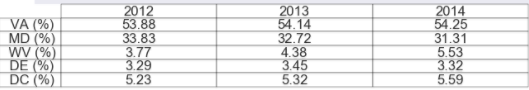 2012 2013 2014
VA (%) 53.88 54.14 54.25
MD (%) 33.83 32.72 31.31
WV (%) 3.77 4.38 5.53
DE (%) 3.29 3.45 3.32
DC (%) 5.23 5.32 5.59